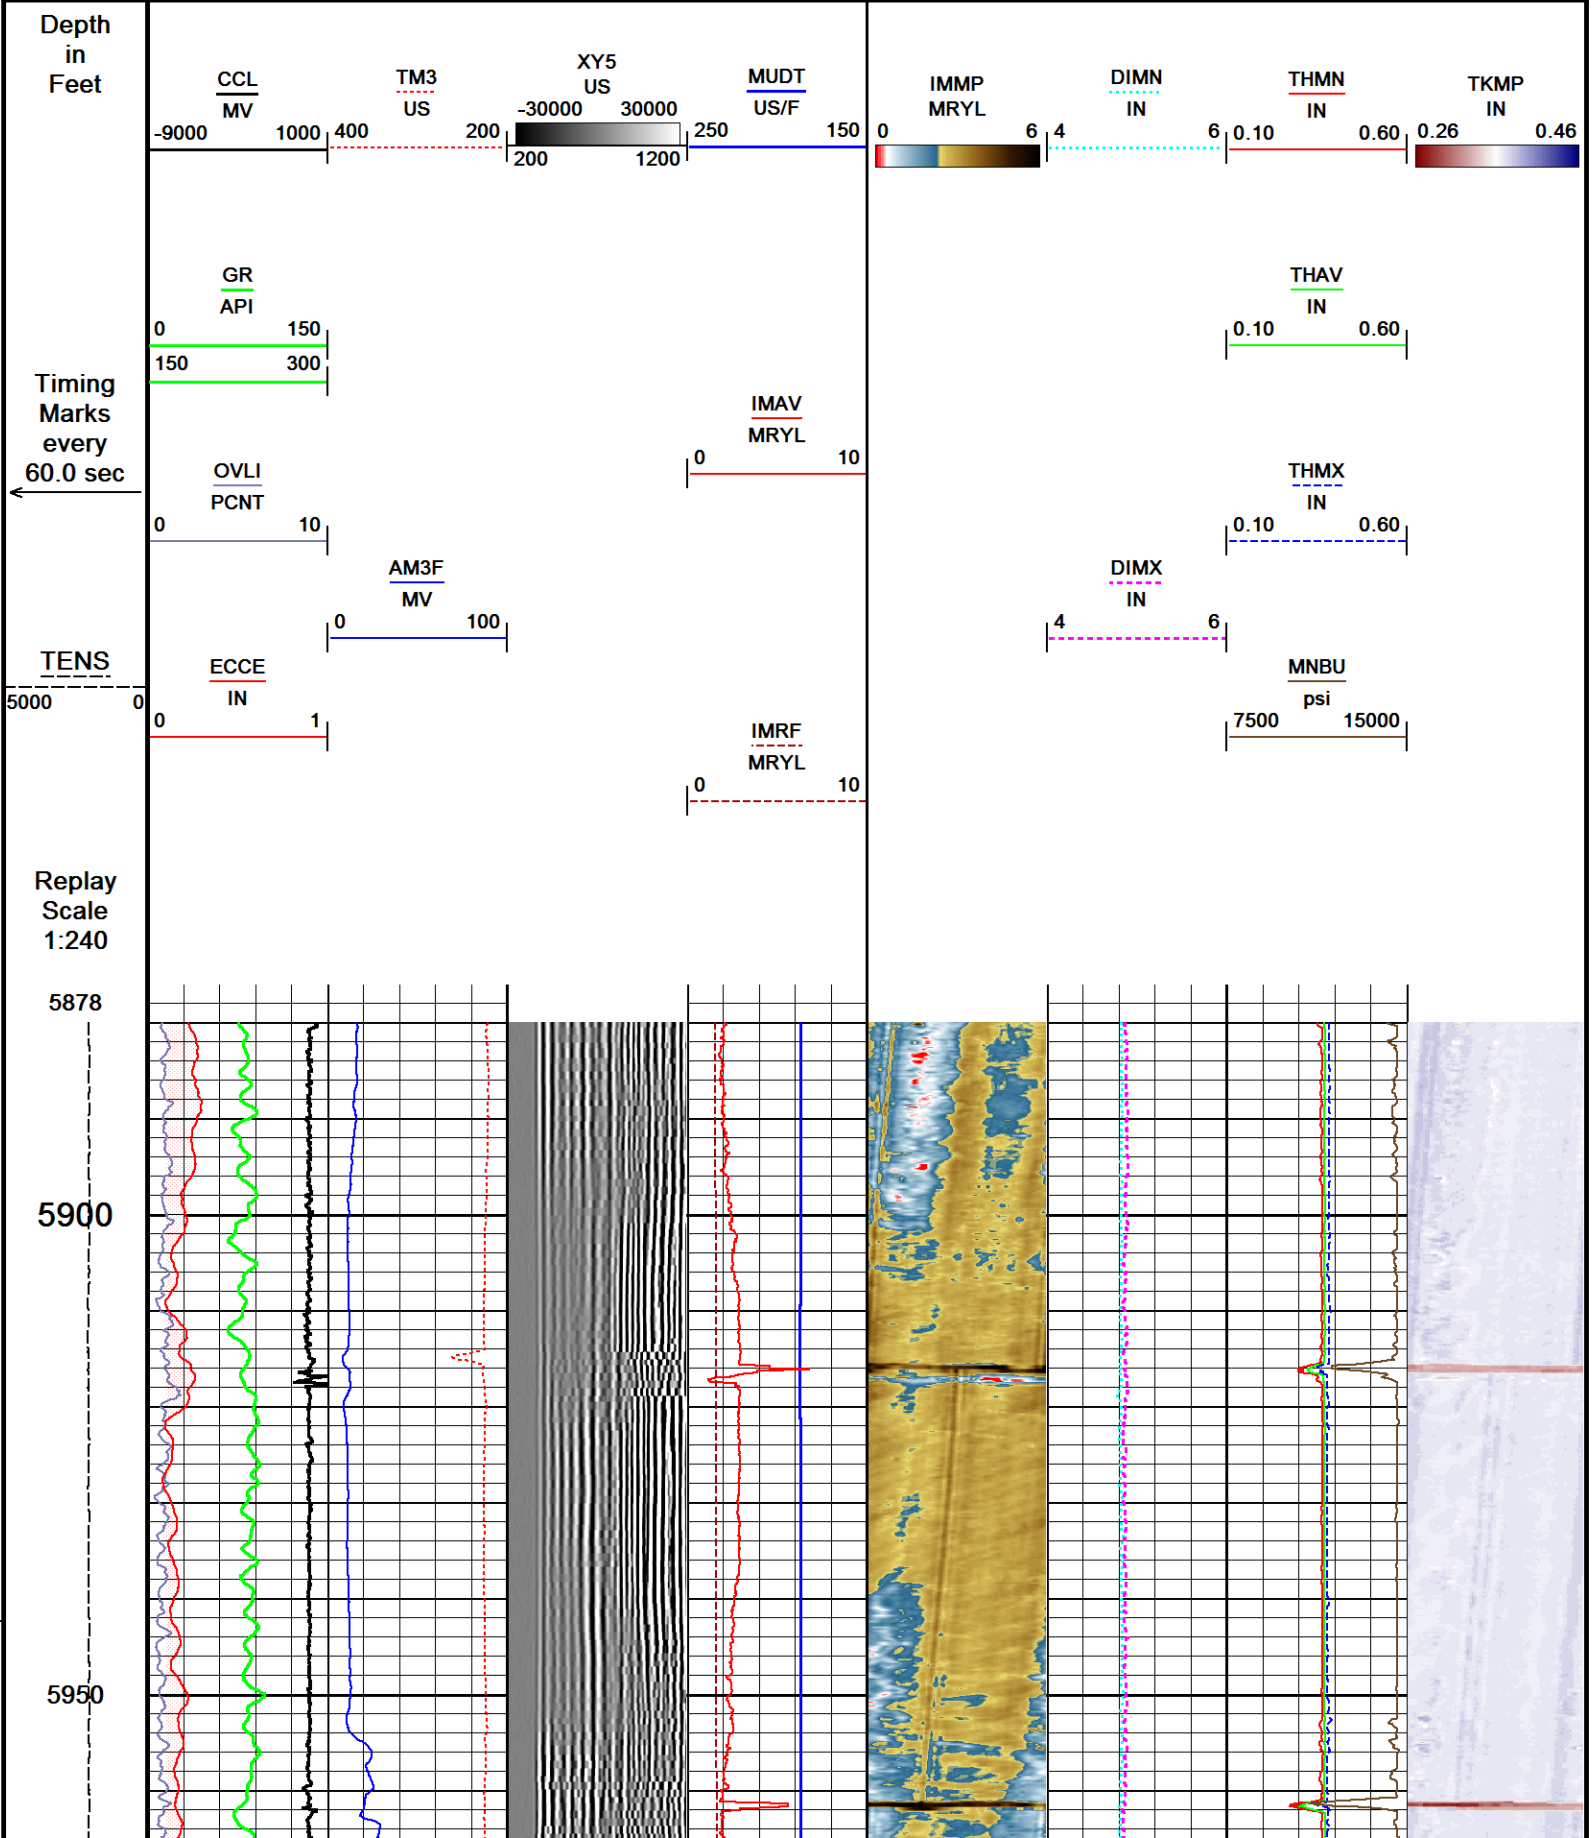 Depth
in
Feet
CCL
MV
-9000 1000
TM3
US
400 200
XY5
US
-30000 30000
200 1200
MUDT
US/F
250 150
IMMP
MRYL
0 6
DIMN
IN
4 6
THMN
IN
0.10 0.60
TKMP
IN
0.26 0.46
GR
API
0 150
150 300
THAV
IN
0.10 0.60
Timing
Marks
every
60.0 sec
IMAV
MRYL
0 10
OVLI
PCNT
0 10
THMX
IN
0.10 0.60
AM3F
MV
0 100
DIMX
IN
4 6
TENS
5000 0
ECCE
IN
0 1
MNBU
psi
7500 15000
IMRF
MRYL
0 10
Replay
Scale
1:240
5878
5900
5950